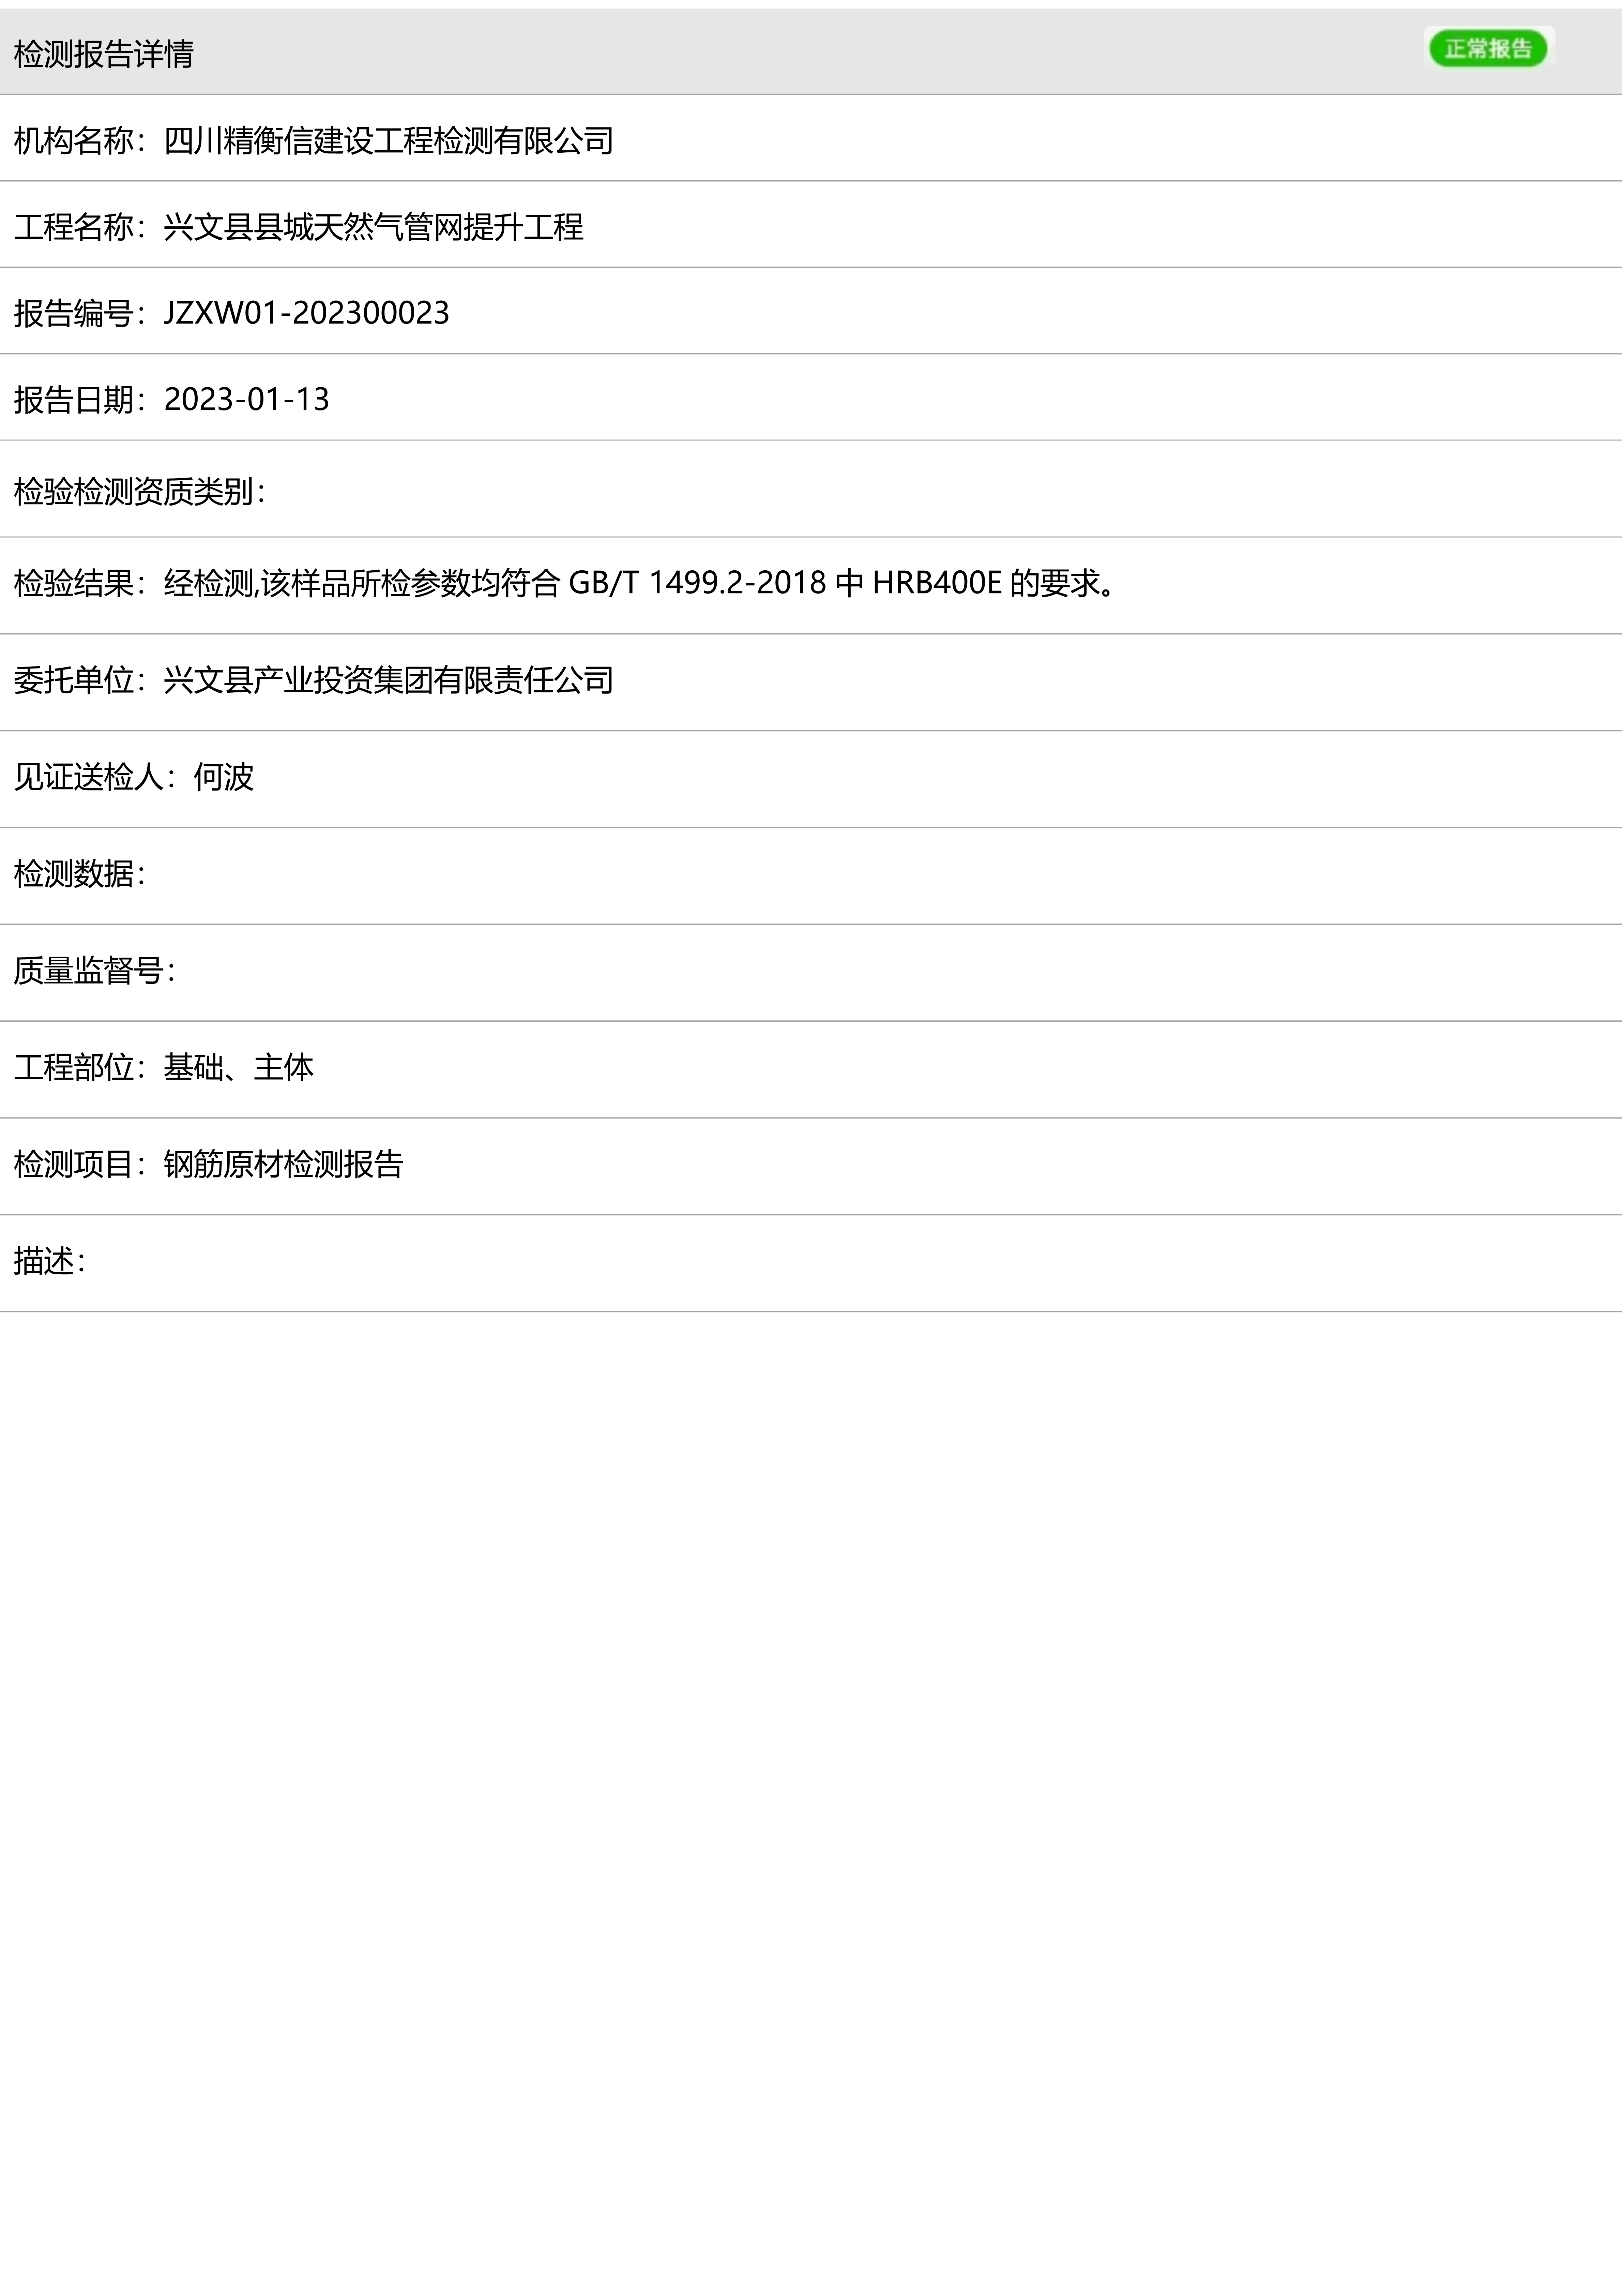 检测报告详情 正常报告
机构名称：四川精衡信建设工程检测有限公司
工程名称：兴文县县城天然气管网提升工程
报告编号：JZXW01-202300023
报告日期：2023-01-13
检验检测资质类别：
检验结果：经检测,该样品所检参数均符合 GB/T 1499.2-2018 中 HRB400E 的要求。
委托单位：兴文县产业投资集团有限责任公司
见证送检人：何波
检测数据：
质量监督号：
工程部位：基础、主体
检测项目：钢筋原材检测报告
描述：